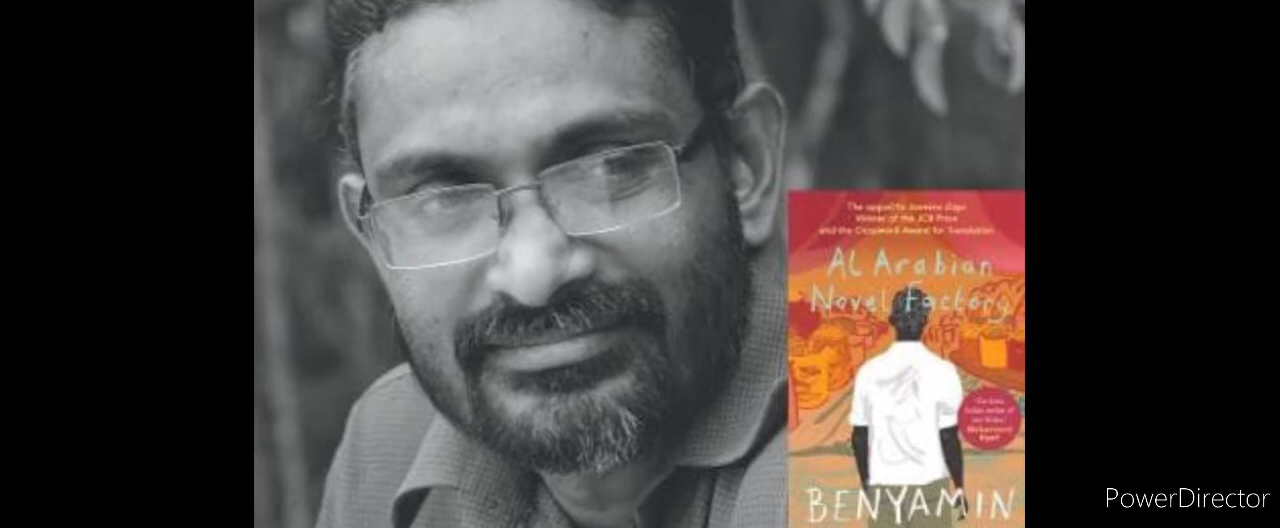 The sequel to Jasmine Days
Winner of the JCB Prize
and the Crossword Award for Translation
Al Arabian
Novel Factory
BENYAMIN
PowerDirector